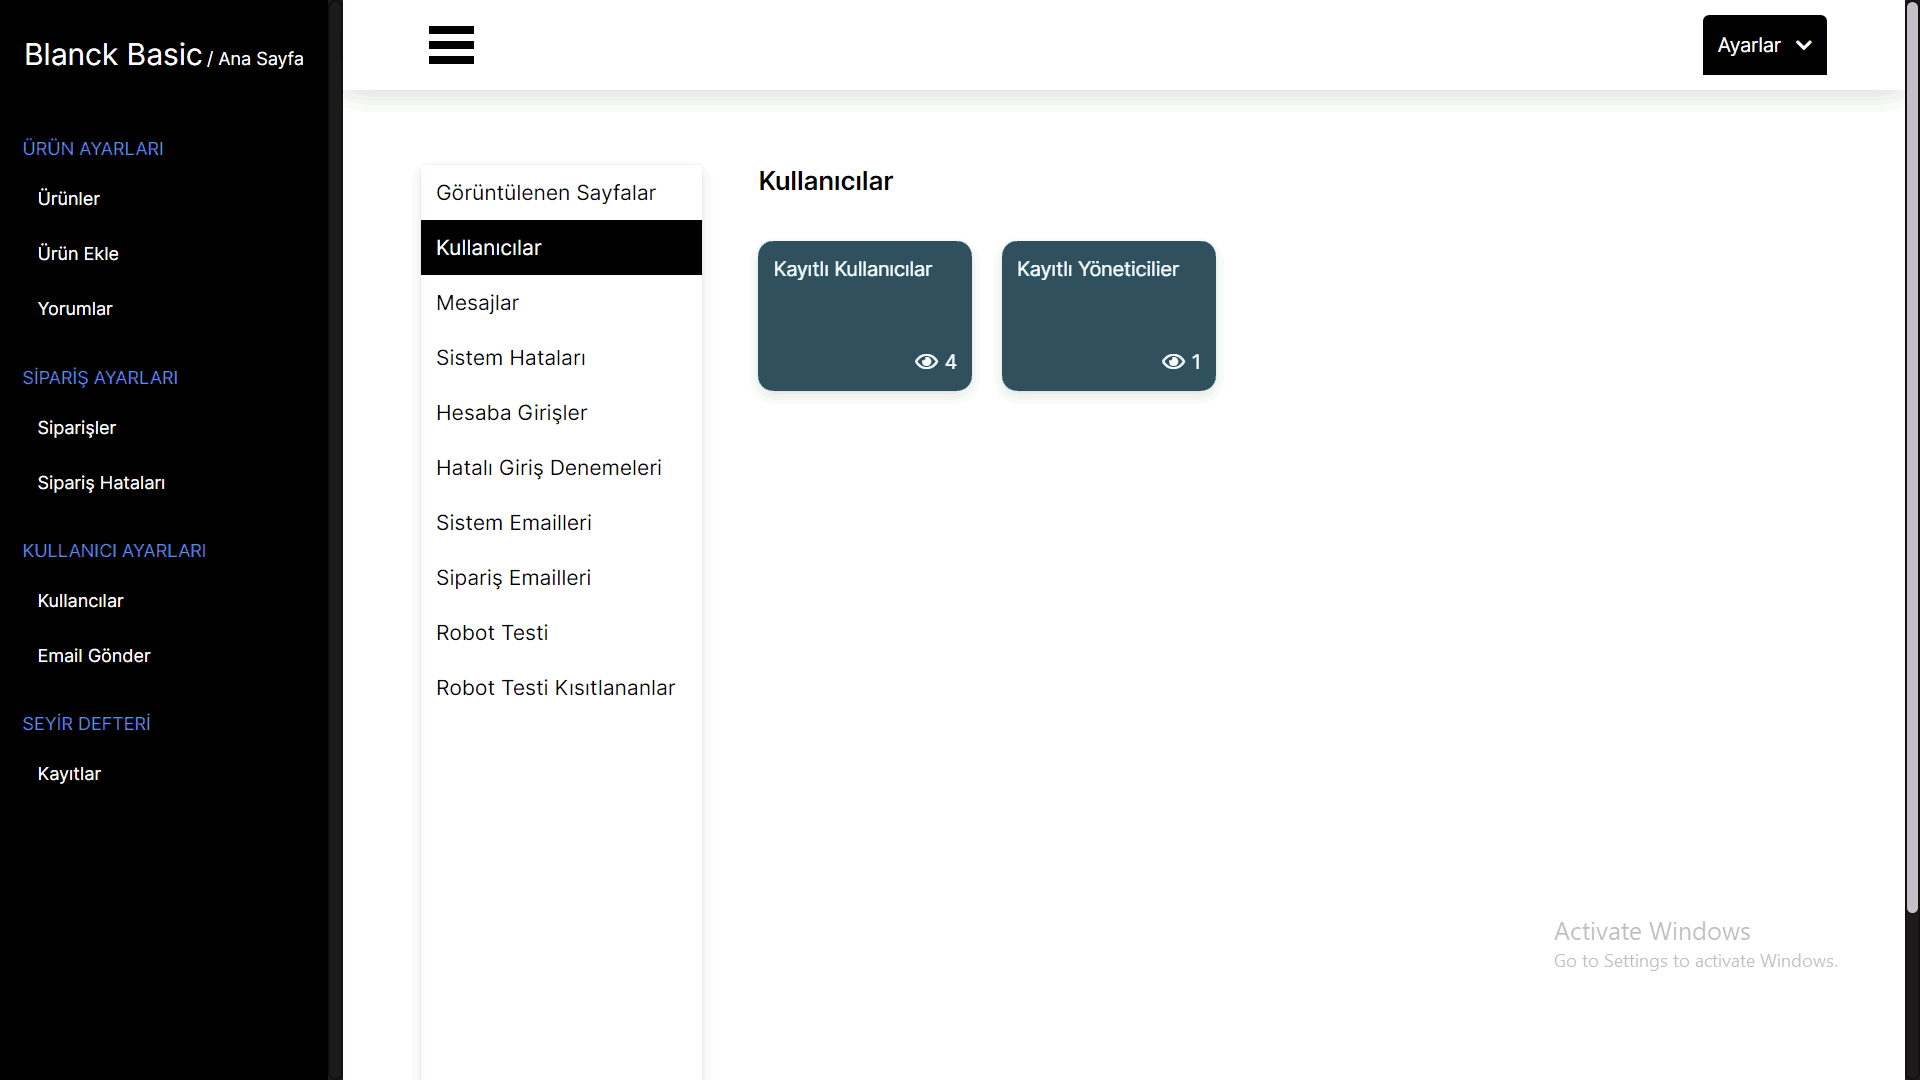 Blanck Basic / Ana Sayfa
ÜRÜN AYARLARI
Ürünler
Ürün Ekle
Yorumlar
SİPARİŞ AYARLARI
Siparişler
Sipariş Hataları
KULLANICI AYARLARI
Kullancılar
Email Gönder
SEYİR DEFTERİ
Kayıtlar
Ayarlar
Görüntülenen Sayfalar
Kullanıcılar
Mesajlar
Sistem Hataları
Hesaba Girişler
Hatalı Giriş Denemeleri
Sistem Emailleri
Sipariş Emailleri
Robot Testi
Robot Testi Kısıtlananlar
Kullanıcılar
Kayıtlı Kullanıcılar
4
Kayıtlı Yöneticilier
1
Activate Windows
Go to Settings to activate Windows.